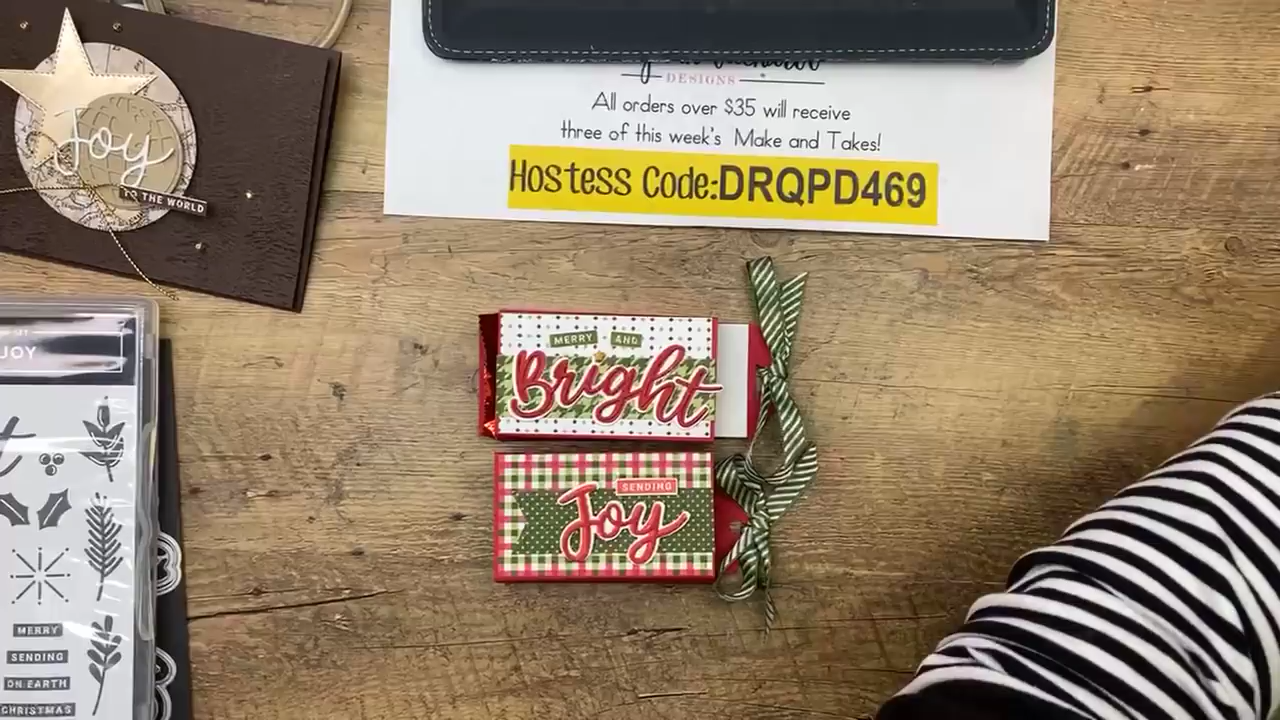 DESIGNS
All orders over $35 will receive
three of this week's Make and Takes!
Hostess Code:DRQPD469
Joy
TO THE WORLD
MERRY AND
Bright
SENDING
Joy
JOY
MERRY
SENDING
ON EARTH
CHRISTMAS